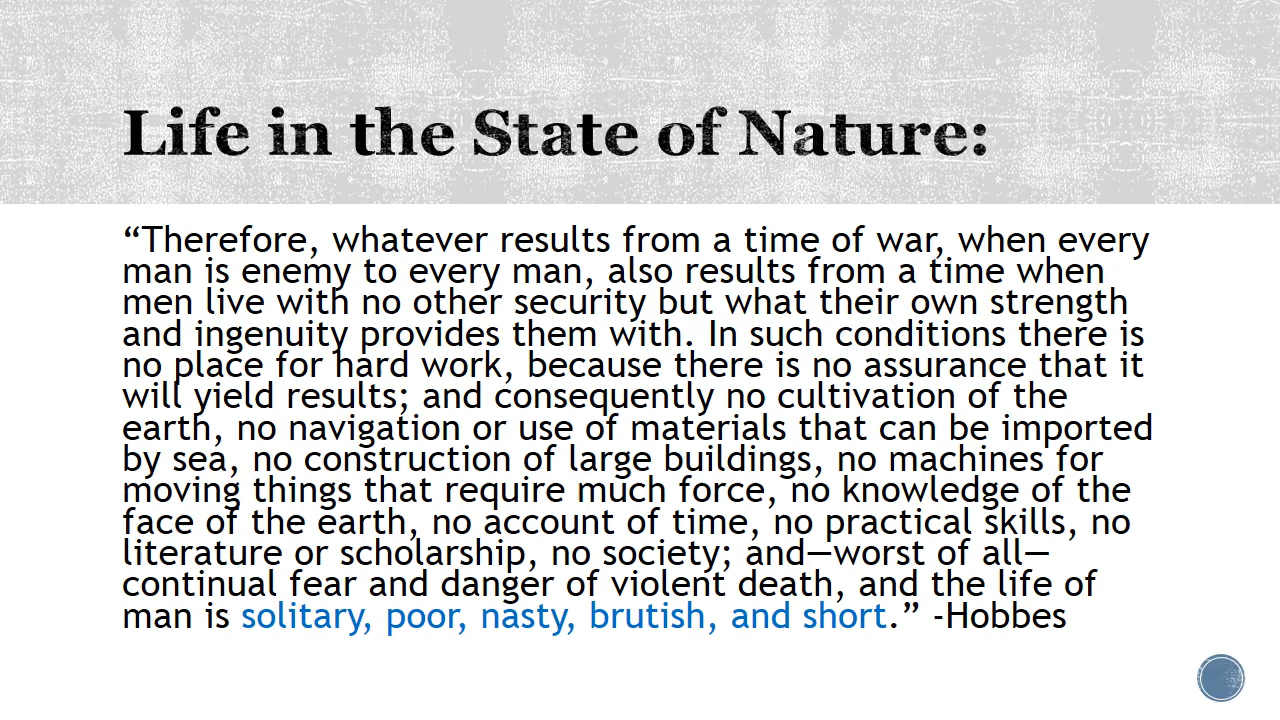 Life in the State of Nature:
“Therefore, whatever results from a time of war, when every
man is enemy to every man, also results from a time when
men live with no other security but what their own strength
and ingenuity provides them with. In such conditions there is
no place for hard work, because there is no assurance that it
will yield results; and consequently no cultivation of the
earth, no navigation or use of materials that can be imported
by sea, no construction of large buildings, no machines for
moving things that require much force, no knowledge of the
face of the earth, no account of time, no practical skills, no
literature or scholarship, no society; and—worst of all—
continual fear and danger of violent death, and the life of
man is solitary, poor, nasty, brutish, and short.” -Hobbes